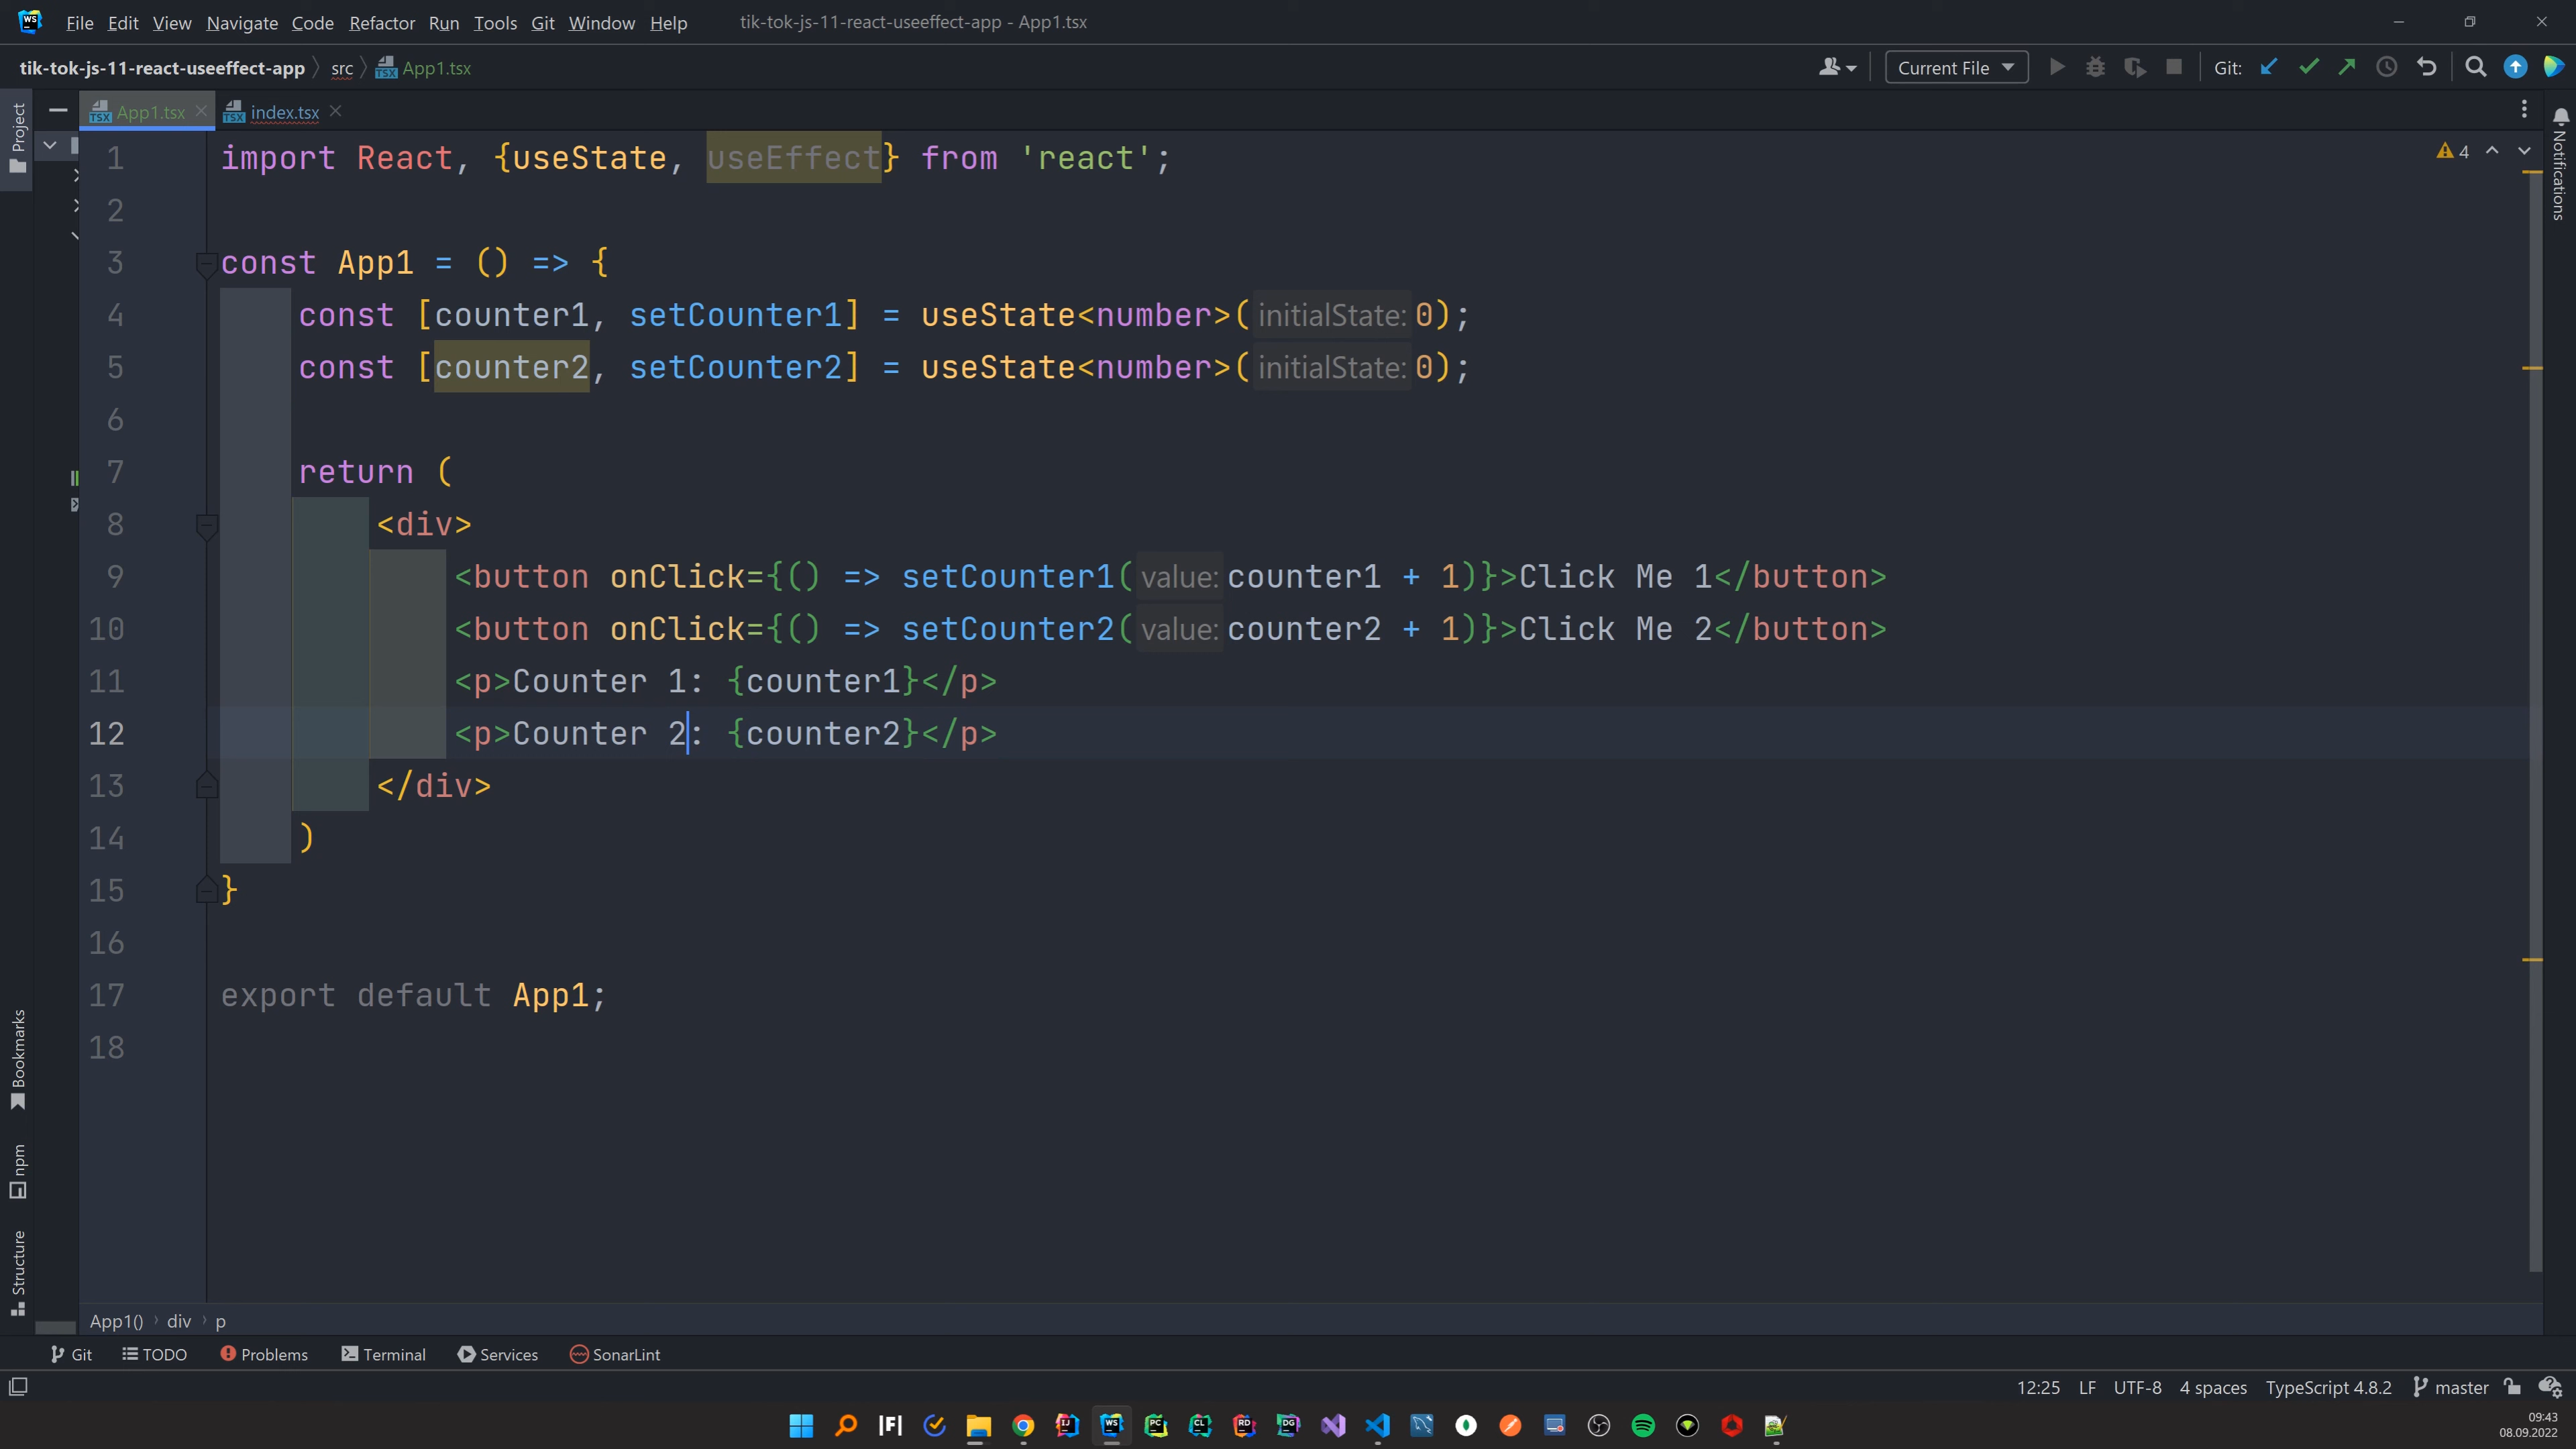 File Edit View Navigate Code Refactor Run Tools Git Window Help tik-tok-js-11-react-useeffect-app - App1.tsx
tik-tok-js-11-react-useeffect-app src App1.tsx Current File Git:
App1.tsx index.tsx
Project
Notifications
4
1 import React, {useState, useEffect} from 'react';
2
3 const App1 = () => {
4 const [counter1, setCounter1] = useState<number>( initialState: 0);
5 const [counter2, setCounter2] = useState<number>( initialState: 0);
6
7 return (
8 <div>
9 <button onClick={() => setCounter1( value: counter1 + 1)}>Click Me 1</button>
10 <button onClick={() => setCounter2( value: counter2 + 1)}>Click Me 2</button>
11 <p>Counter 1: {counter1}</p>
12 <p>Counter 2: {counter2}</p>
13 </div>
14 )
15 }
16
17 export default App1;
18
Bookmarks
npm
Structure
App1() div p
Git TODO Problems Terminal Services SonarLint
12:25 LF UTF-8 4 spaces TypeScript 4.8.2 master
09:43
08.09.2022